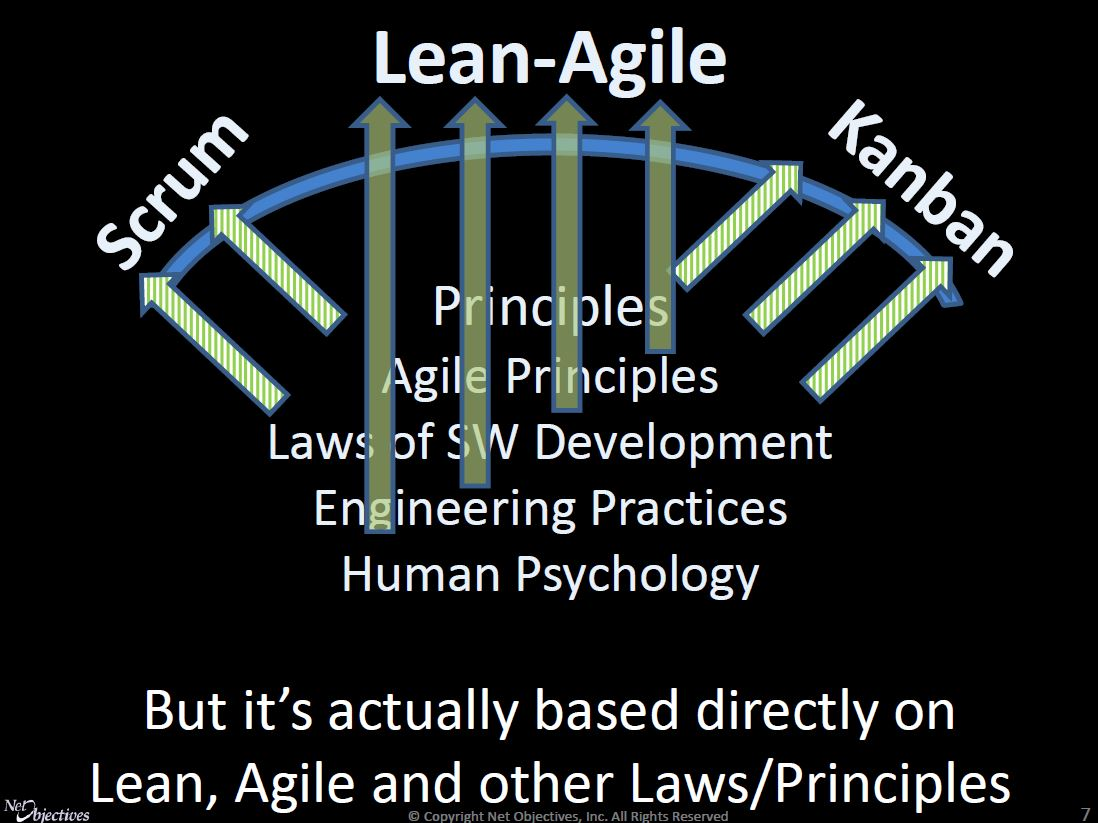 Lean-Agile
Scrum
Kanban
Principles
Agile Principles
Laws of SW Development
Engineering Practices
Human Psychology
But it’s actually based directly on
Lean, Agile and other Laws/Principles
Net Objectives
© Copyright Net Objectives, Inc. All Rights Reserved
7